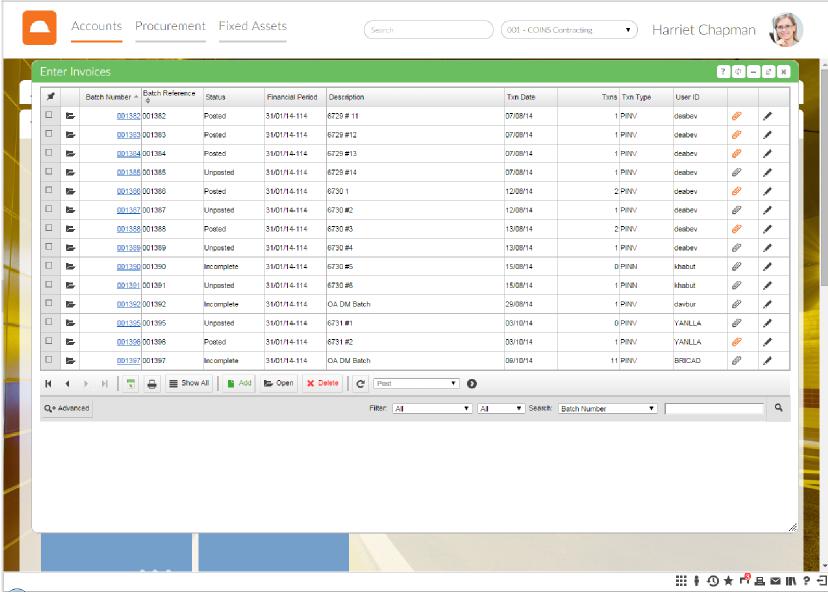 Accounts Procurement Fixed Assets Search 001 - COINS Contracting Harriet Chapman
Enter Invoices
Batch Number Batch Reference Status Financial Period Description Txn Date Txns Txn Type User ID
001382 001382 Posted 31/01/14-114 6729 # 11 07/08/14 1 PINV deabev
001383 001383 Posted 31/01/14-114 6729 #12 07/08/14 1 PINV deabev
001384 001384 Posted 31/01/14-114 6729 #13 07/08/14 1 PINV deabev
001385 001385 Unposted 31/01/14-114 6729 #14 07/08/14 1 PINV deabev
001386 001386 Posted 31/01/14-114 6730 1 12/08/14 2 PINV deabev
001387 001387 Unposted 31/01/14-114 6730 #2 12/08/14 1 PINV deabev
001388 001388 Posted 31/01/14-114 6730 #3 13/08/14 2 PINV deabev
001389 001389 Unposted 31/01/14-114 6730 #4 13/08/14 1 PINV deabev
001390 001390 Incomplete 31/01/14-114 6730 #5 15/08/14 0 PINN khabut
001391 001391 Unposted 31/01/14-114 6730 #6 15/08/14 1 PINN khabut
001392 001392 Incomplete 31/01/14-114 OA DM Batch 29/08/14 1 PINV davbur
001395 001395 Unposted 31/01/14-114 6731 #1 03/10/14 0 PINV YANLLA
001396 001396 Posted 31/01/14-114 6731 #2 03/10/14 1 PINV YANLLA
001397 001397 Incomplete 31/01/14-114 OA DM Batch 09/10/14 11 PINV BRICAD
Show All Add Open Delete Post
Advanced Filter: All All Search: Batch Number